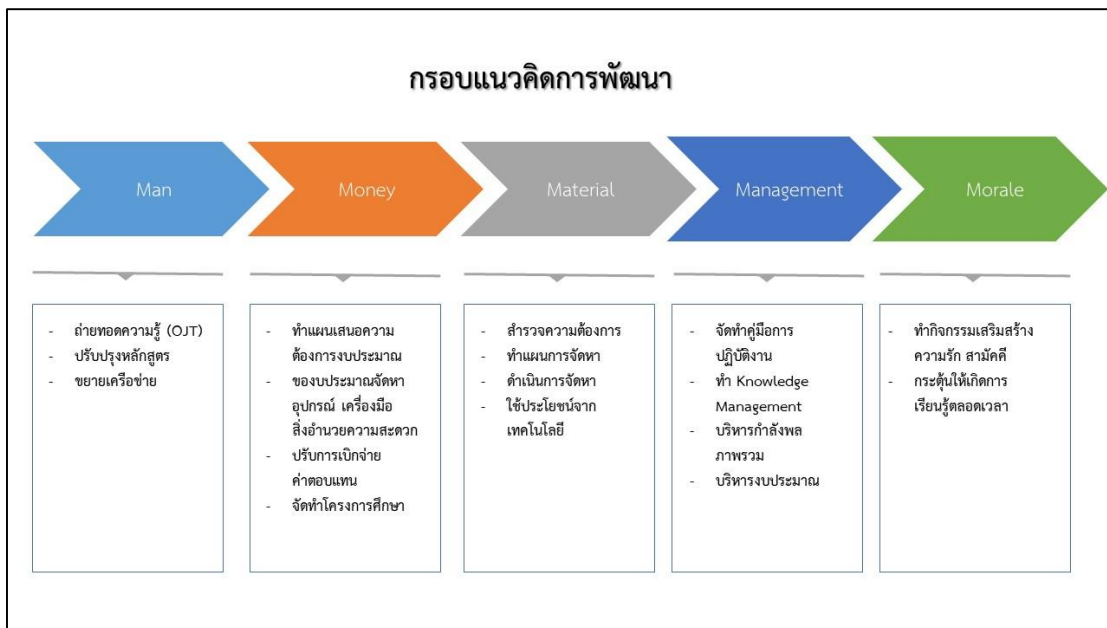 กรอบแนวคิดการพัฒนา
Man
Money
Material
Management
Morale
- ถ่ายทอดความรู้ (OJT)
- ปรับปรุงหลักสูตร
- ขยายเครือข่าย
- ทำแผนเสนอความ
ต้องการงบประมาณ
- ของบประมาณจัดหา
อุปกรณ์ เครื่องมือ
สิ่งอำนวยความสะดวก
- ปรับการเบิกจ่าย
ค่าตอบแทน
- จัดทำโครงการศึกษา
- สำรวจความต้องการ
- ทำแผนการจัดหา
- ดำเนินการจัดหา
- ใช้ประโยชน์จาก
เทคโนโลยี
- จัดทำคู่มือการ
ปฏิบัติงาน
- ทำ Knowledge
Management
- บริหารกำลังพล
ภาพรวม
- บริหารงบประมาณ
- ทำกิจกรรมเสริมสร้าง
ความรัก สามัคคี
- กระตุ้นให้เกิดการ
เรียนรู้ตลอดเวลา